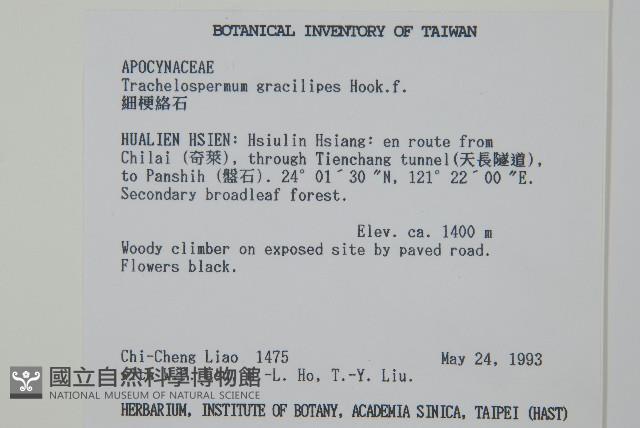 BOTANICAL INVENTORY OF TAIWAN
APOCYNACEAE
Trachelospermum gracilipes Hook.f.
細梗絡石
HUALIEN HSIEN: Hsiulin Hsiang: en route from
Chilai (奇萊), through Tienchang tunnel(天長隧道),
to Panshih (盤石). 24° 01´30 ″N, 121° 22´00 ″E.
Secondary broadleaf forest.
Elev. ca. 1400 m
Woody climber on exposed site by paved road.
Flowers black.
Chi-Cheng Liao 1475 May 24, 1993
-L. Ho, T.-Y. Liu.
國立自然科學博物館
NATIONAL MUSEUM OF NATURAL SCIENCE
HERBARIUM, INSTITUTE OF BOTANY, ACADEMIA SINICA, TAIPEI (HAST)